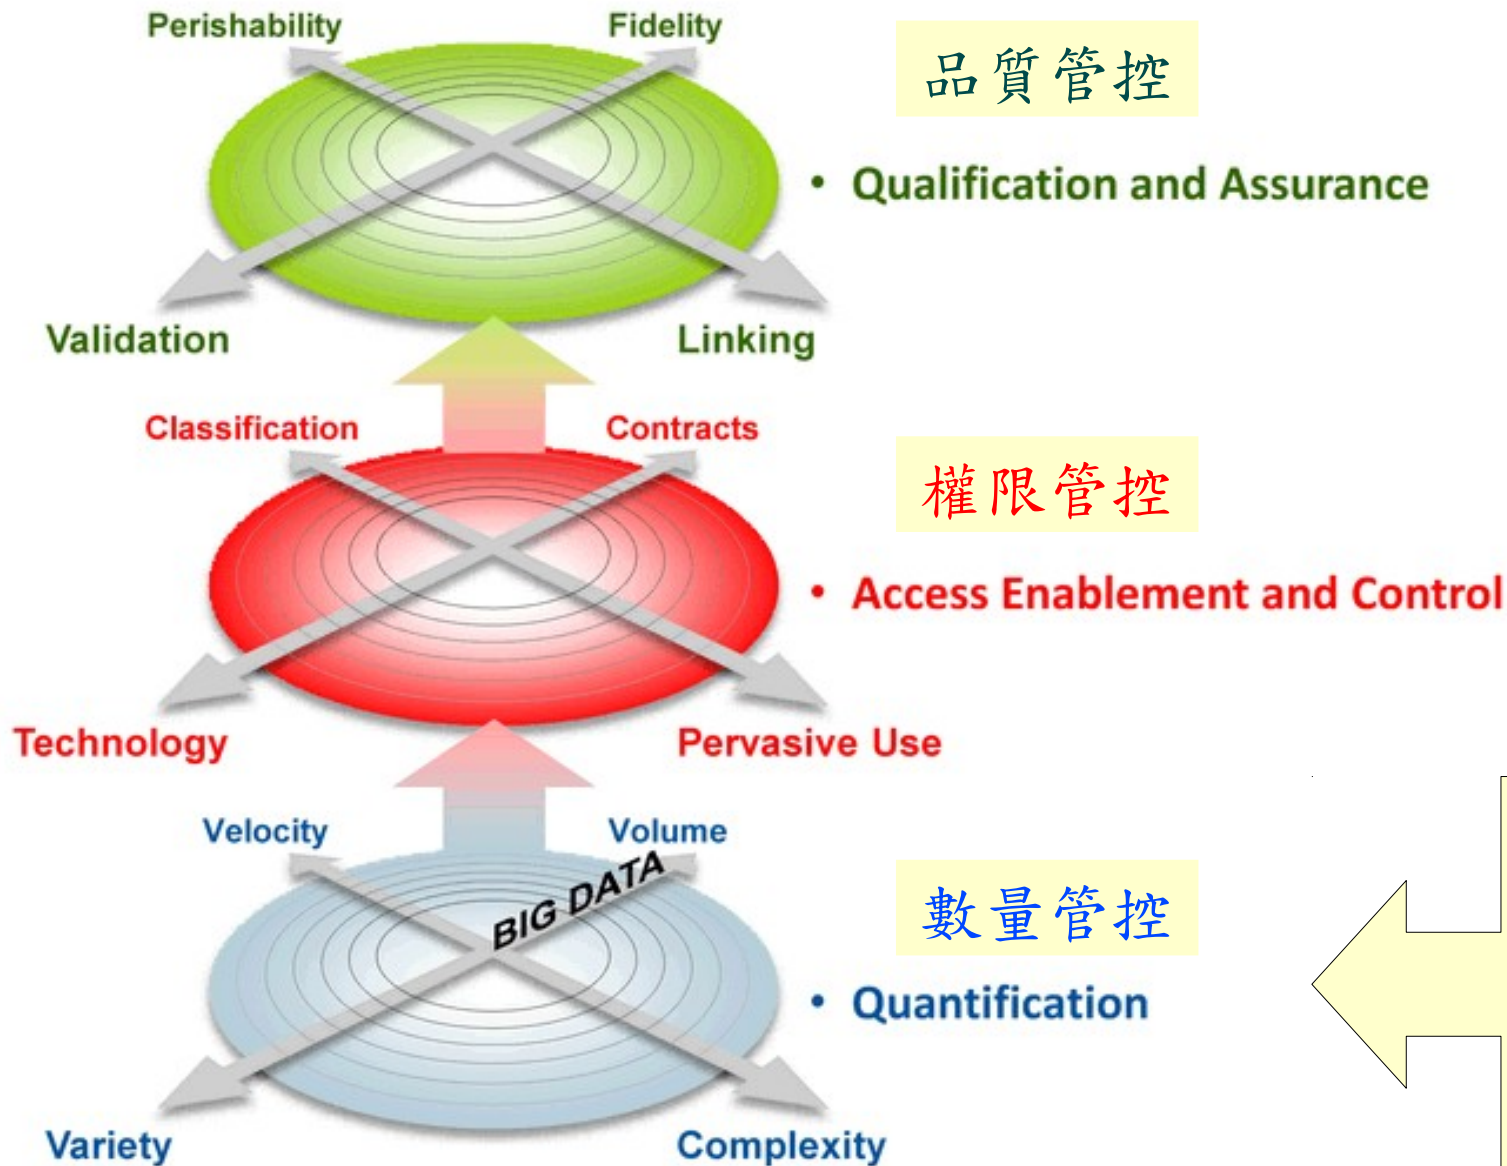 Perishability
Fidelity
品質管控
• Qualification and Assurance
Validation
Linking
Classification
Contracts
權限管控
• Access Enablement and Control
Technology
Pervasive Use
Velocity
Volume
BIG DATA
數量管控
• Quantification
Variety
Complexity